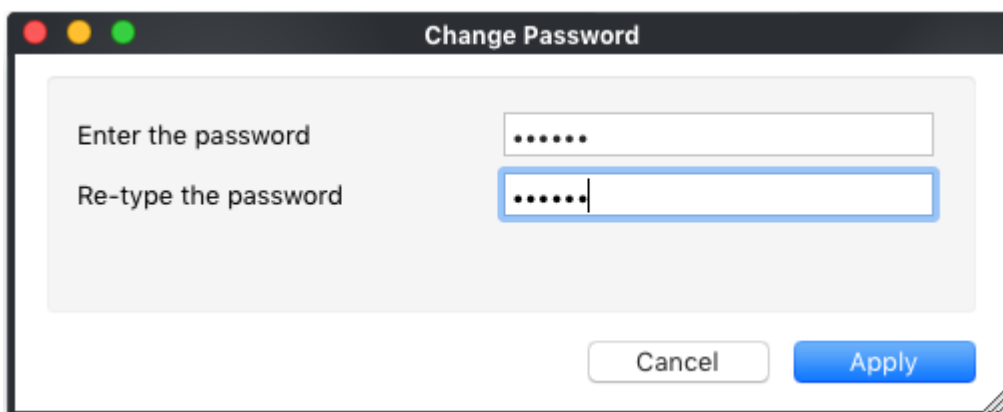 Change Password
Enter the password ••••••
Re-type the password ••••••
Cancel Apply